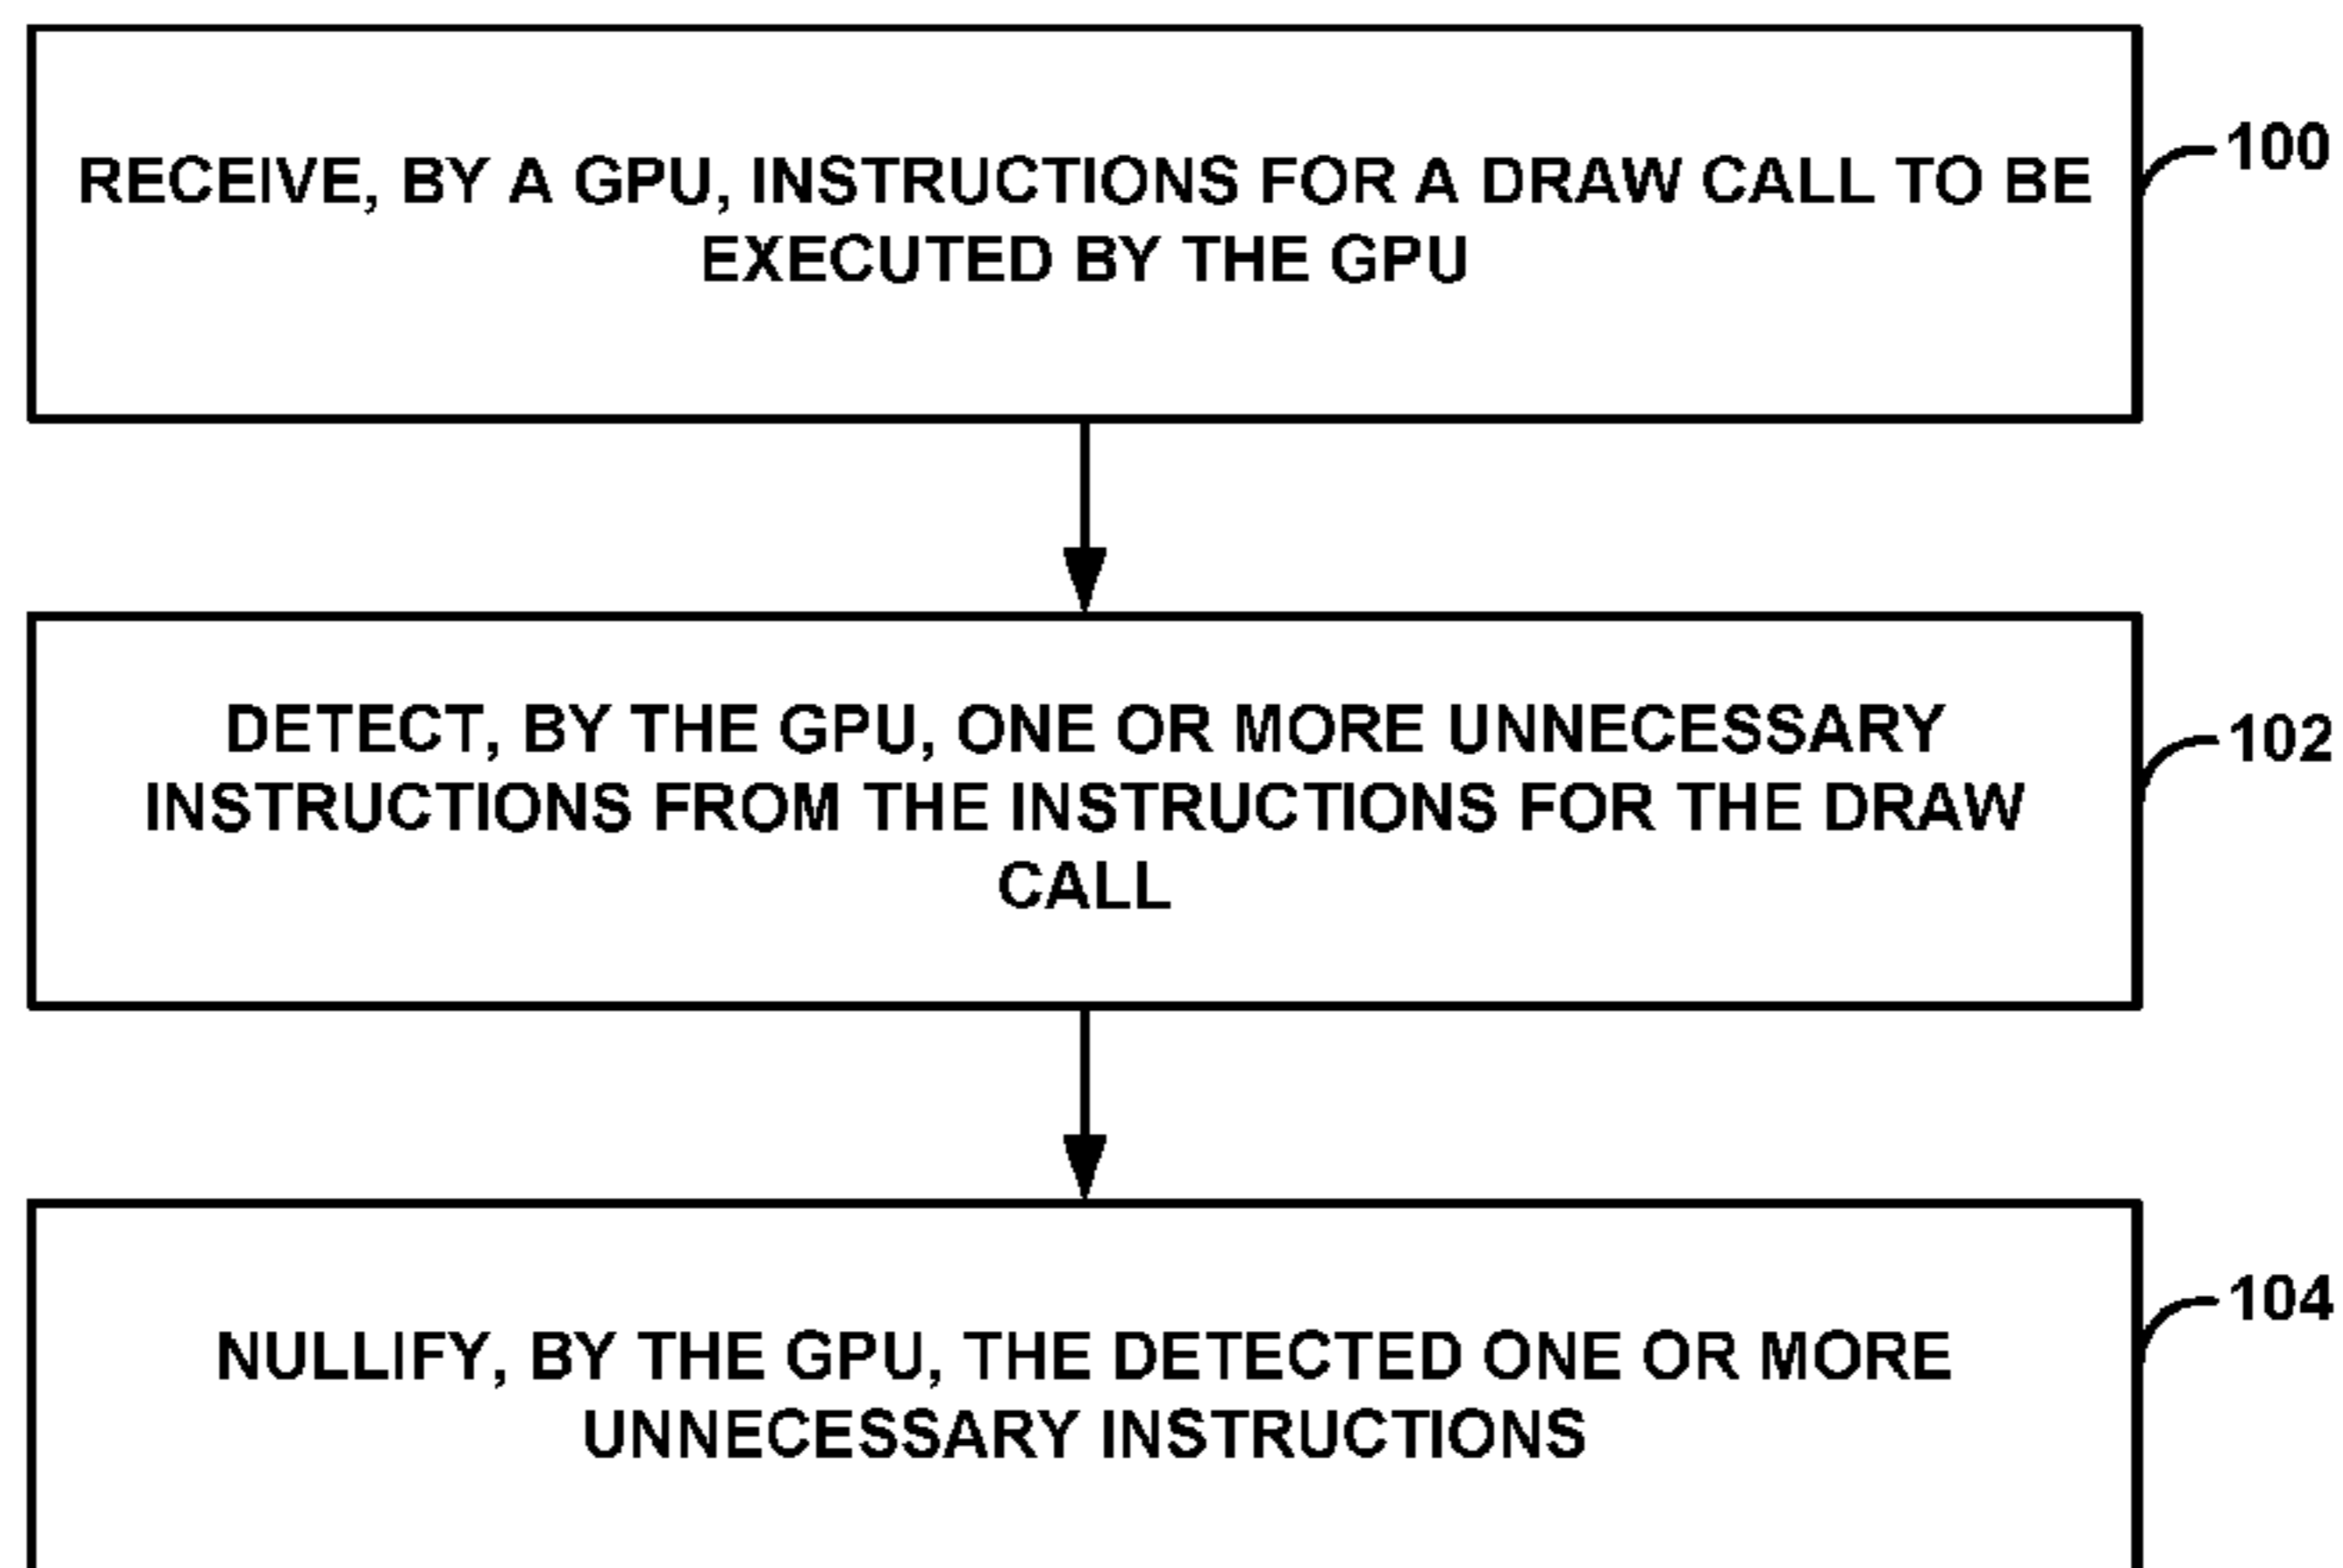 RECEIVE, BY A GPU, INSTRUCTIONS FOR A DRAW CALL TO BE
EXECUTED BY THE GPU
100
DETECT, BY THE GPU, ONE OR MORE UNNECESSARY
INSTRUCTIONS FROM THE INSTRUCTIONS FOR THE DRAW
CALL
102
NULLIFY, BY THE GPU, THE DETECTED ONE OR MORE
UNNECESSARY INSTRUCTIONS
104